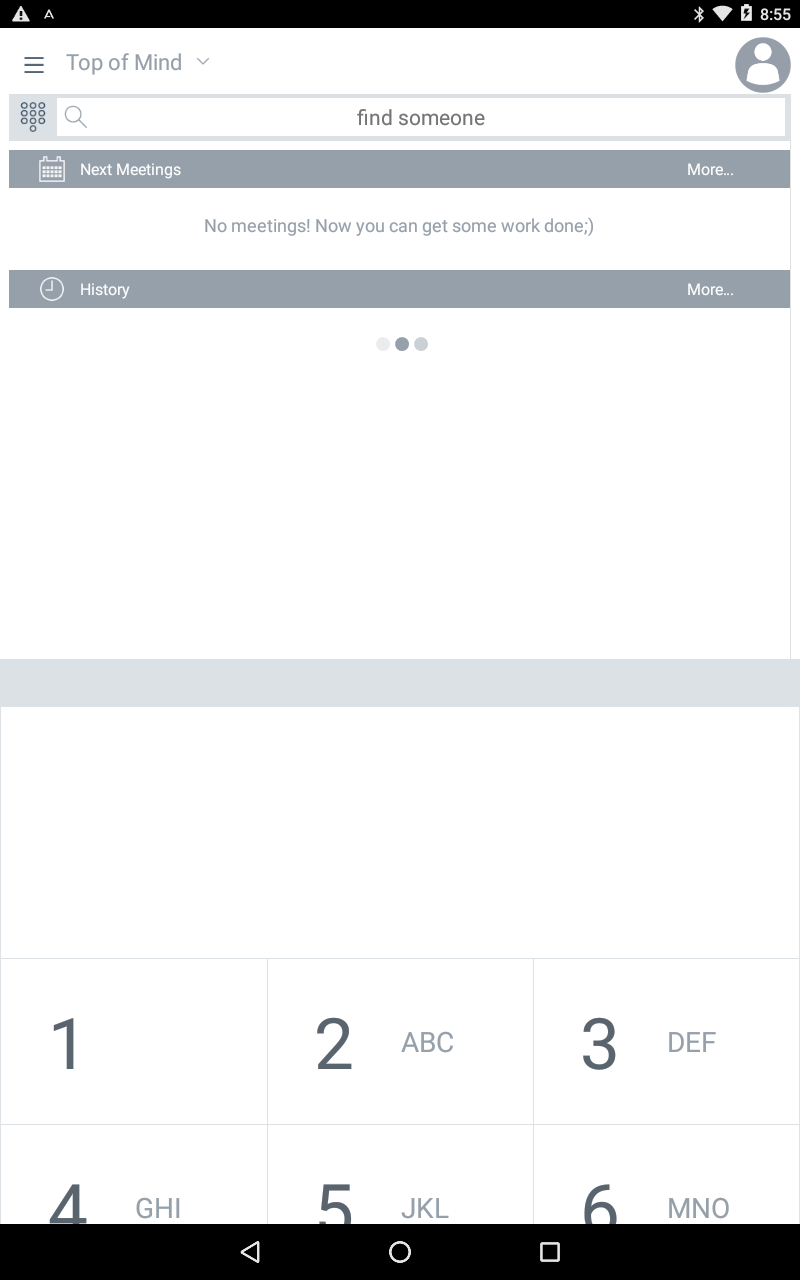 8:55
Top of Mind
find someone
Next Meetings More...
No meetings! Now you can get some work done;)
History More...
1 2 ABC 3 DEF
4 GHI 5 JKL 6 MNO